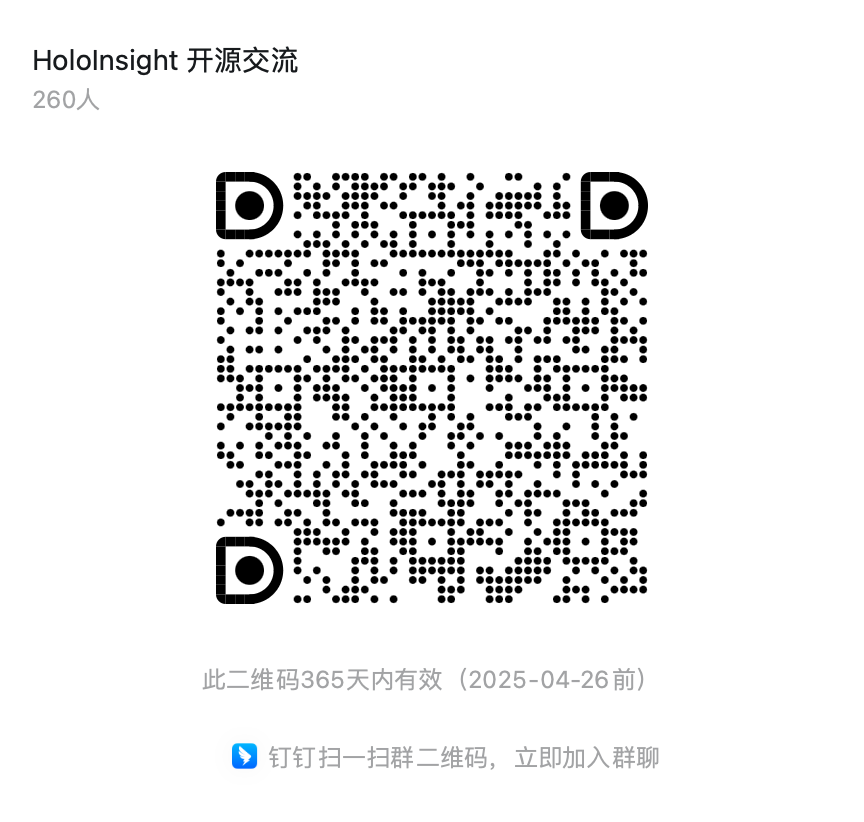 HoloInsight 开源交流
260人
此二维码365天内有效（2025-04-26前）
钉钉扫一扫群二维码，立即加入群聊